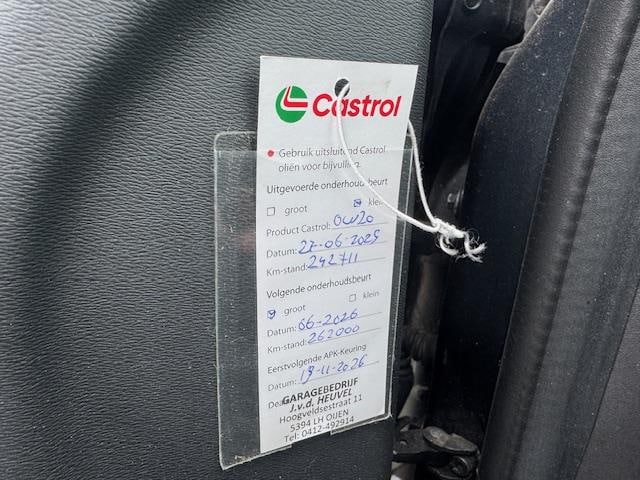 Castrol
Gebruik uitsluitend Castrol
oliën voor bijvulling.
Uitgevoerde onderhoudsbeurt
groot klein
Product Castrol: 0W20
Datum: 27-06-2025
Km-stand: 242711
Volgende onderhoudsbeurt
groot klein
Datum: 06-2026
Km-stand: 262000
Eerstvolgende APK-Keuring
Datum: 19-11-2026
GARAGEBEDRIJF
J.v.d. HEUVEL
Hoogveldsestraat 11
5394 LH OIJEN
Tel: 0412-492914